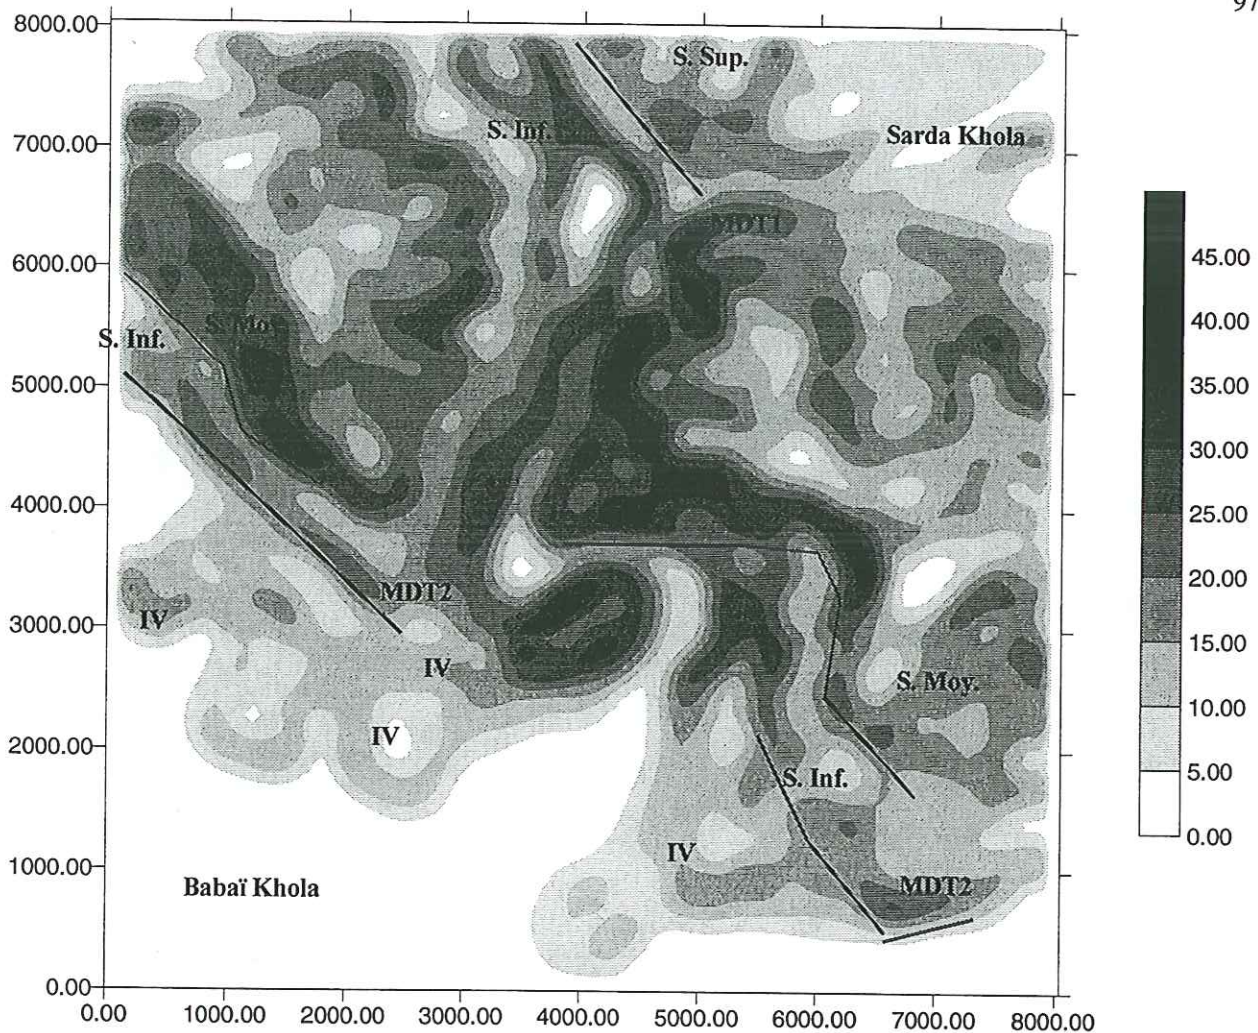 97
8000.00
S. Sup.
S. Inf.
Sarda Khola
7000.00
MDT1
6000.00
S. Moy.
S. Inf.
5000.00
4000.00
MDT2
IV
3000.00
IV
S. Moy.
IV
2000.00
S. Inf.
IV
1000.00
MDT2
Babaï Khola
0.00
0.00 1000.00 2000.00 3000.00 4000.00 5000.00 6000.00 7000.00 8000.00
45.00
40.00
35.00
30.00
25.00
20.00
15.00
10.00
5.00
0.00